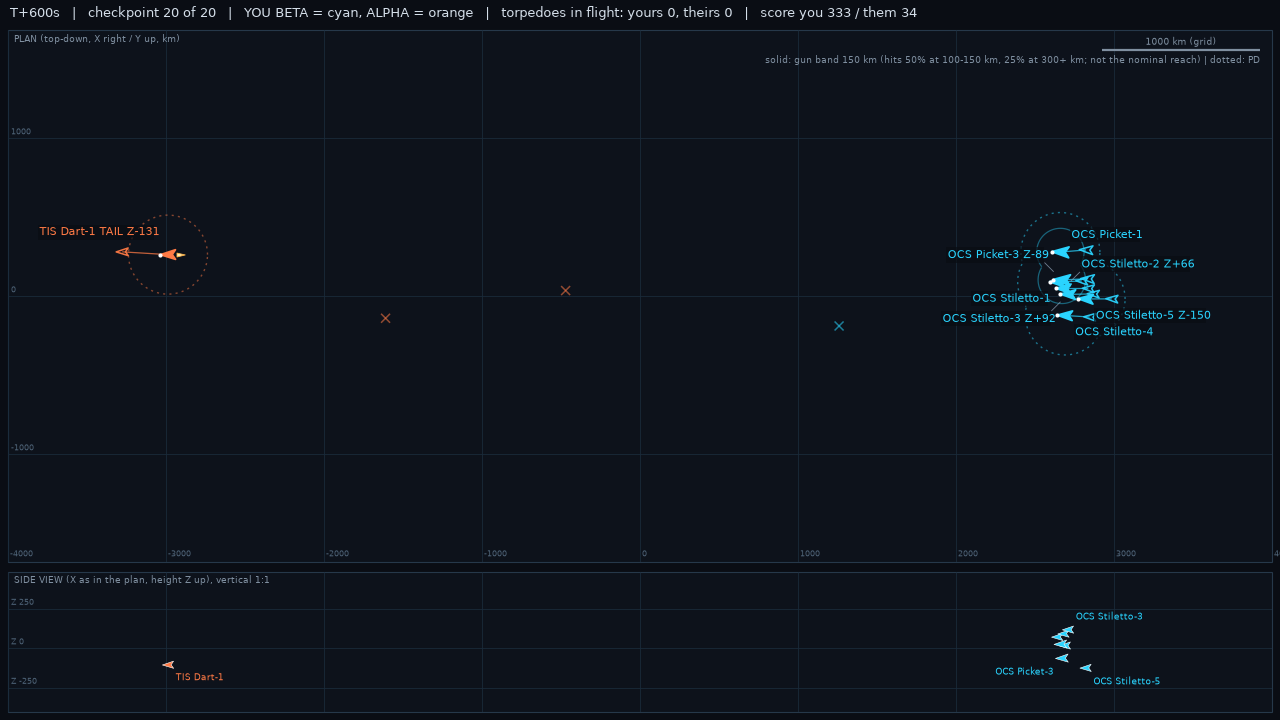 T+600s | checkpoint 20 of 20 | YOU BETA = cyan, ALPHA = orange | torpedoes in flight: yours 0, theirs 0 | score you 333 / them 34
PLAN (top-down, X right / Y up, km)
1000 km (grid)
solid: gun band 150 km (hits 50% at 100-150 km, 25% at 300+ km; not the nominal reach) | dotted: PD
1000
TIS Dart-1 TAIL Z-131
OCS Picket-1
OCS Picket-3 Z-89
OCS Stiletto-2 Z+66
0
OCS Stiletto-1
OCS Stiletto-3 Z+92
OCS Stiletto-5 Z-150
OCS Stiletto-4
-1000
-4000
-3000
-2000
-1000
0
1000
2000
3000
SIDE VIEW (X as in the plan, height Z up), vertical 1:1
Z 250
OCS Stiletto-3
Z 0
TIS Dart-1
OCS Picket-3
Z -250
OCS Stiletto-5